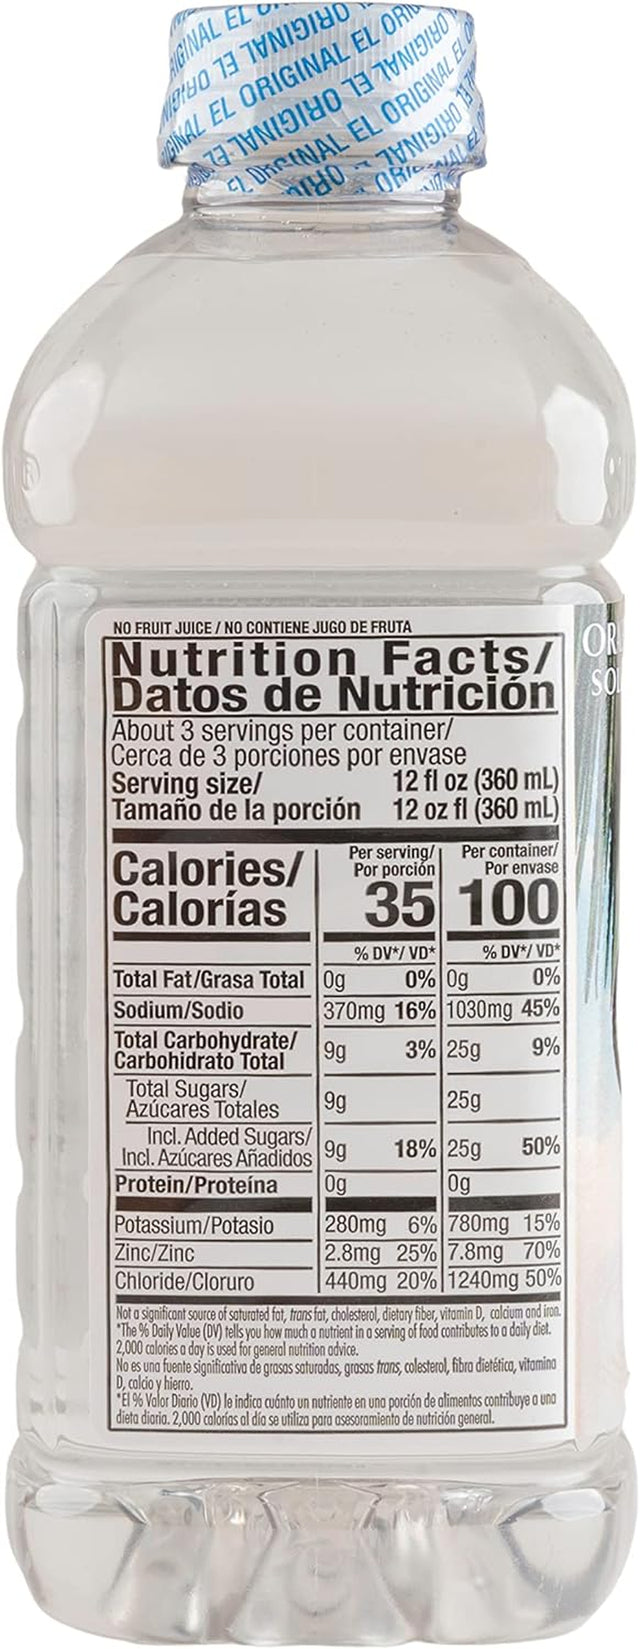 EL ORIGINAL EL ORIGINAL EL ORIGINAL
®
OR
SOL
NO FRUIT JUICE / NO CONTIENE JUGO DE FRUTA
Nutrition Facts/
Datos de Nutrición
About 3 servings per container/
Cerca de 3 porciones por envase
Serving size/ 12 fl oz (360 mL)
Tamaño de la porción 12 oz fl (360 mL)
Calories/
Calorías
Per serving/
Por porción
35
Per container/
Por envase
100
% DV*/ VD* % DV*/ VD*
Total Fat/Grasa Total 0g 0% 0g 0%
Sodium/Sodio 370mg 16% 1030mg 45%
Total Carbohydrate/
Carbohidrato Total 9g 3% 25g 9%
Total Sugars/
Azúcares Totales 9g 25g
Incl. Added Sugars/
Incl. Azúcares Añadidos 9g 18% 25g 50%
Protein/Proteína 0g 0g
Potassium/Potasio 280mg 6% 780mg 15%
Zinc/Zinc 2.8mg 25% 7.8mg 70%
Chloride/Cloruro 440mg 20% 1240mg 50%
Not a significant source of saturated fat, trans fat, cholesterol, dietary fiber, vitamin D, calcium and iron.
*The % Daily Value (DV) tells you how much a nutrient in a serving of food contributes to a daily diet.
2,000 calories a day is used for general nutrition advice.
No es una fuente significativa de grasas saturadas, grasas trans, colesterol, fibra dietética, vitamina
D, calcio y hierro.
*El % Valor Diario (VD) le indica cuánto un nutriente en una porción de alimentos contribuye a una
dieta diaria. 2,000 calorías al día se utiliza para asesoramiento de nutrición general.